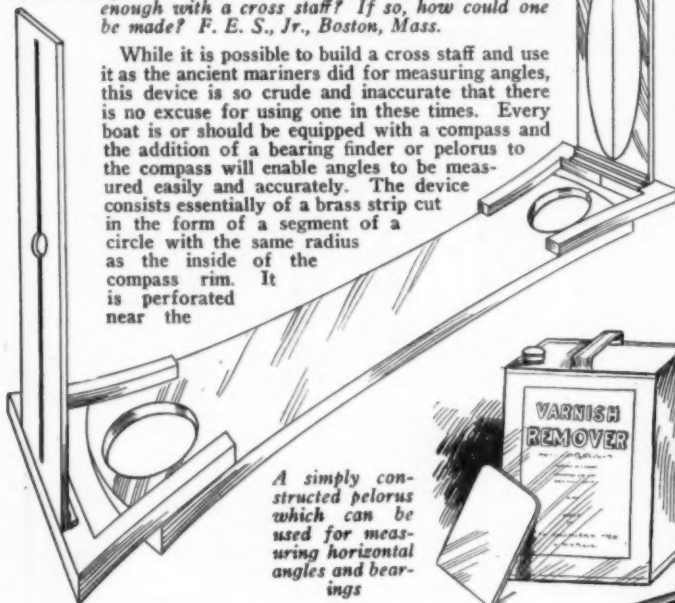 enough with a cross staff? If so, how could one
be made? F. E. S., Jr., Boston, Mass.
While it is possible to build a cross staff and use
it as the ancient mariners did for measuring angles,
this device is so crude and inaccurate that there
is no excuse for using one in these times. Every
boat is or should be equipped with a compass and
the addition of a bearing finder or pelorus to
the compass will enable angles to be meas-
ured easily and accurately. The device
consists essentially of a brass strip cut
in the form of a segment of a
circle with the same radius
as the inside of the
compass rim. It
is perforated
near the
A simply con-
structed pelorus
which can be
used for meas-
uring horizontal
angles and bear-
ings
VARNISH
REMOVER